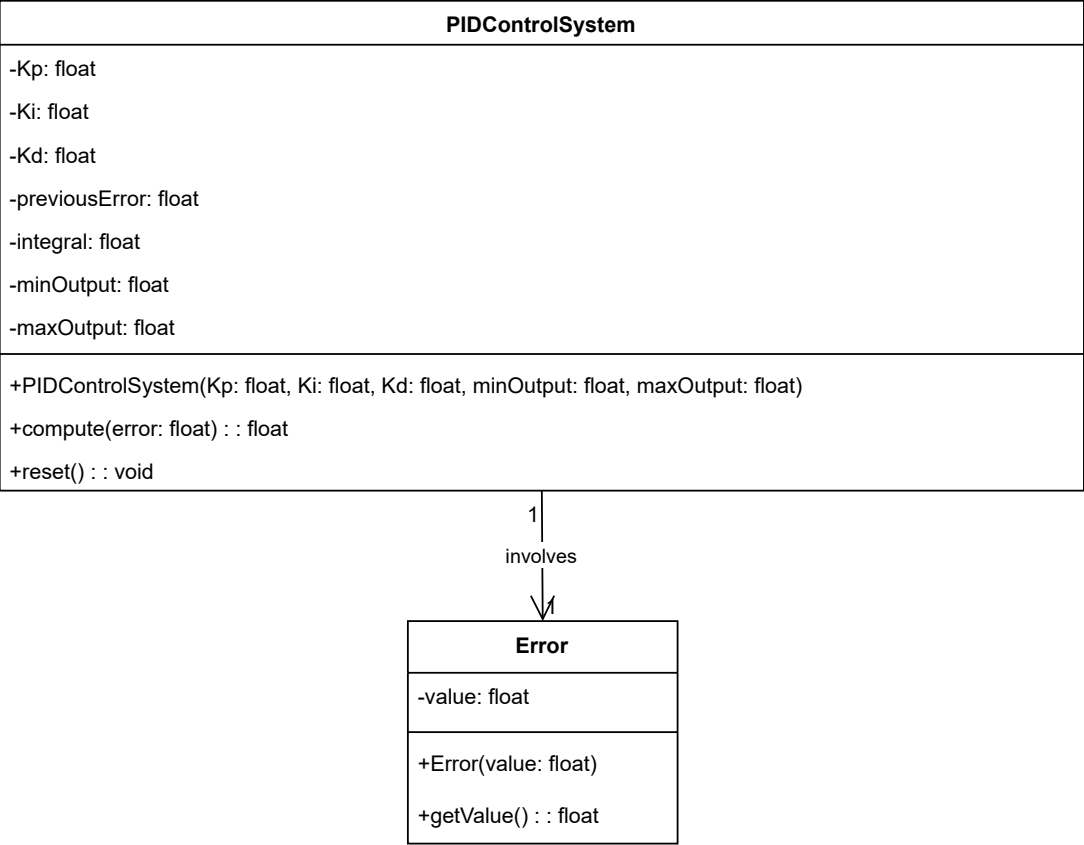 PIDControlSystem
-Kp: float
-Ki: float
-Kd: float
-previousError: float
-integral: float
-minOutput: float
-maxOutput: float
+PIDControlSystem(Kp: float, Ki: float, Kd: float, minOutput: float, maxOutput: float)
+compute(error: float) : : float
+reset() : : void
1
involves
1
Error
-value: float
+Error(value: float)
+getValue() : : float